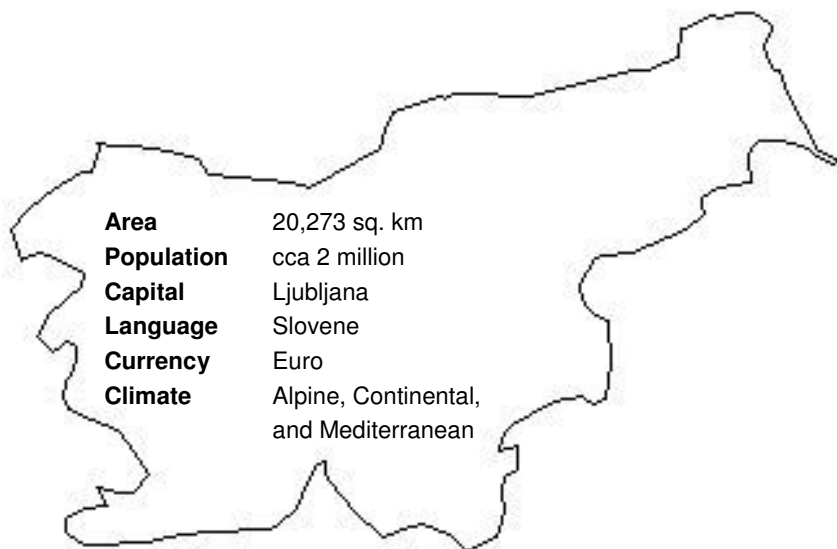 Area 20,273 sq. km
Population cca 2 million
Capital Ljubljana
Language Slovene
Currency Euro
Climate Alpine, Continental,
and Mediterranean